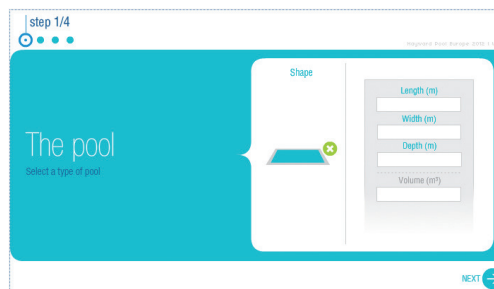 step 1/4
Shape
Length (m)
Width (m)
Depth (m)
Volume (m³)
The pool
Select a type of pool
NEXT